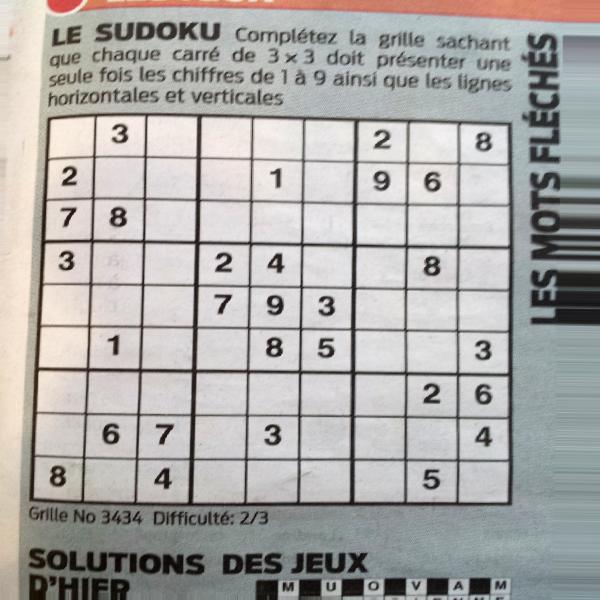 LE SUDOKU Complétez la grille sachant
que chaque carré de 3 x 3 doit présenter une
seule fois les chiffres de 1 à 9 ainsi que les lignes
horizontales et verticales
LES MOTS FLÉCHÉS
3 2 8
2 1 9 6
7 8
3 2 4 8
7 9 3
1 8 5 3
2 6
6 7 3 4
8 4 5
Grille No 3434 Difficulté: 2/3
SOLUTIONS DES JEUX
D'HIER
M U O V A M